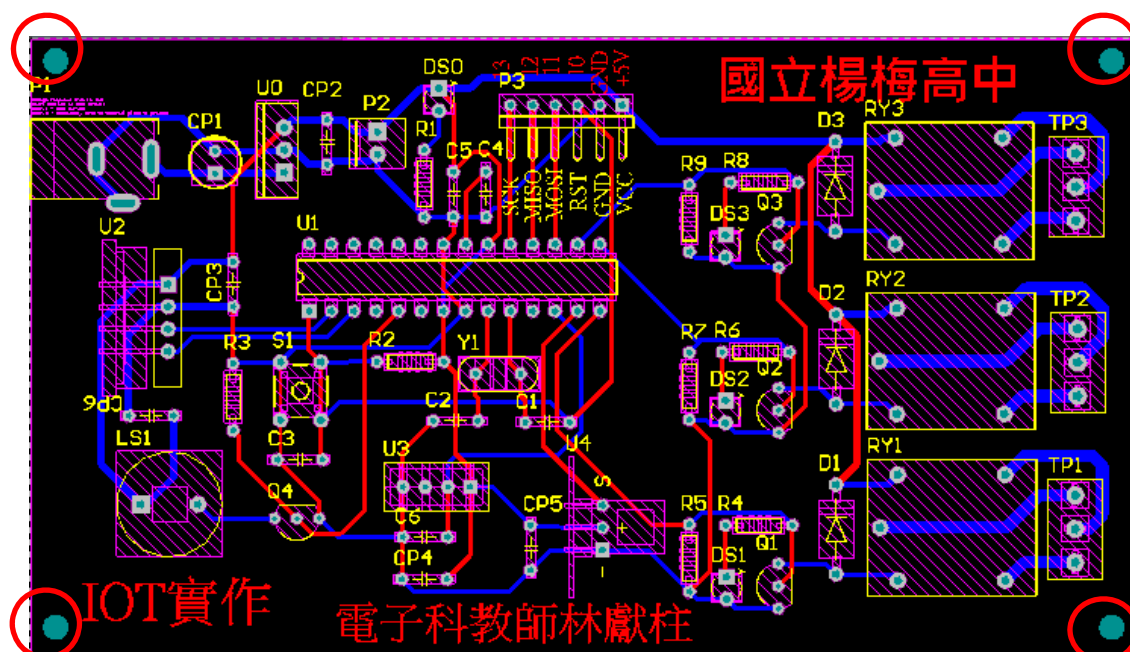 國立楊梅高中
P1
CP1
U0
CP2
P2
DS0
R1
C5
C4
P3
13
12
11
10
GND
+5V
SCK
MISO
MOSI
RST
GND
VCC
R9
R8
DS3
Q3
D3
RY3
TP3
U2
CP3
U1
R3
S1
R2
Y1
C2
C1
R7
R6
DS2
Q2
D2
RY2
TP2
CP6
LS1
C3
Q4
U3
C6
CP4
CP5
U4
S
+
-
R5
R4
DS1
Q1
D1
RY1
TP1
IOT實作
電子科教師林獻柱